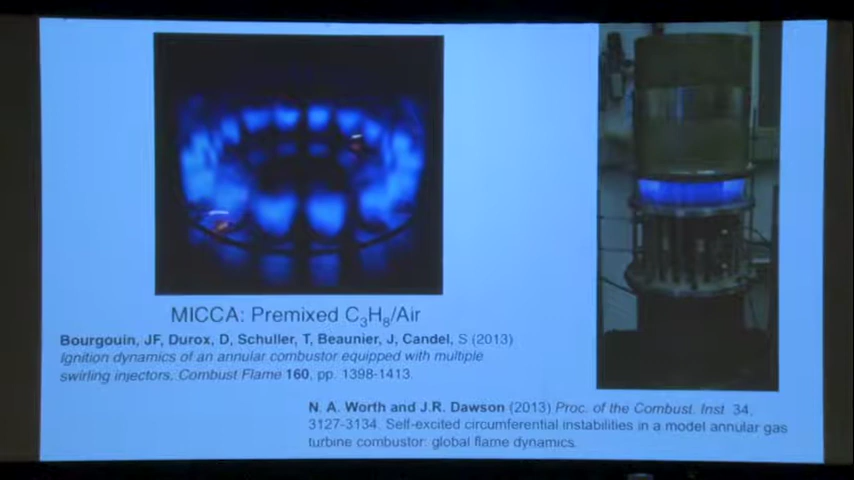 MICCA: Premixed C₃H₈/Air
Bourgouin, JF, Durox, D, Schuller, T, Beaunier, J, Candel, S (2013)
Ignition dynamics of an annular combustor equipped with multiple
swirling injectors. Combust Flame 160, pp. 1398-1413.
N. A. Worth and J.R. Dawson (2013) Proc. of the Combust. Inst. 34,
3127-3134. Self-excited circumferential instabilities in a model annular gas
turbine combustor: global flame dynamics.